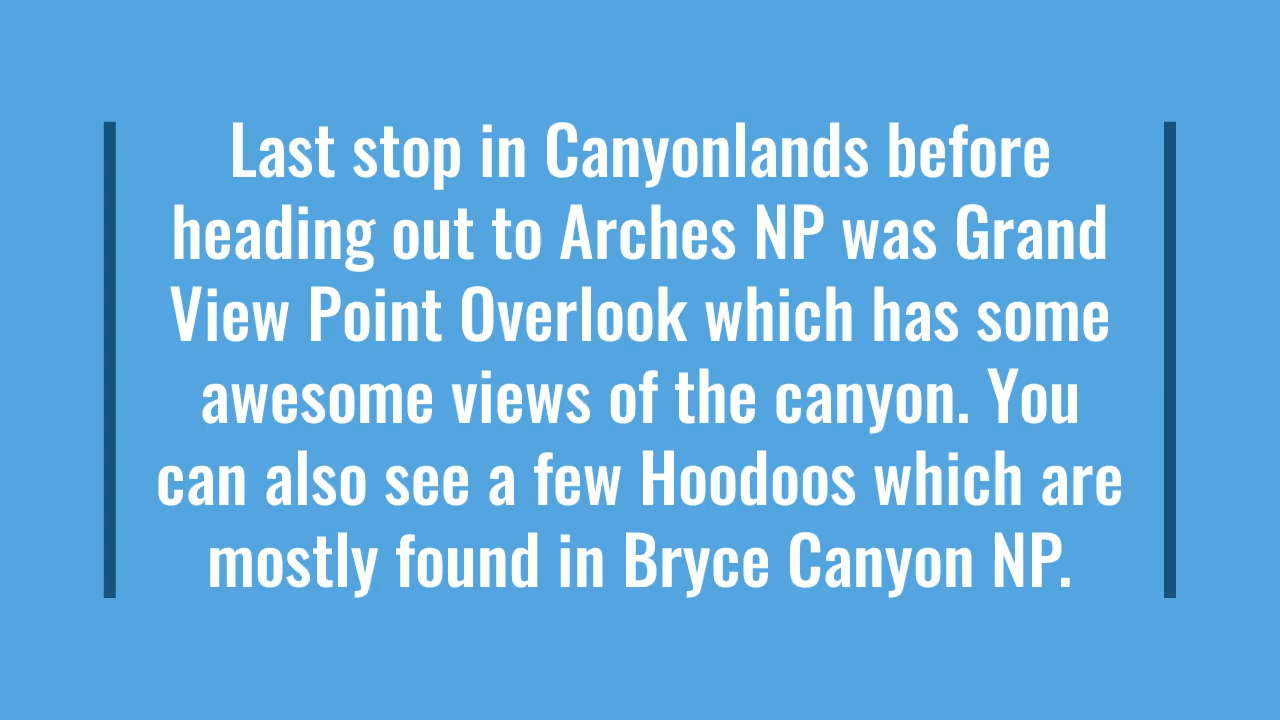 Last stop in Canyonlands before
heading out to Arches NP was Grand
View Point Overlook which has some
awesome views of the canyon. You
can also see a few Hoodoos which are
mostly found in Bryce Canyon NP.